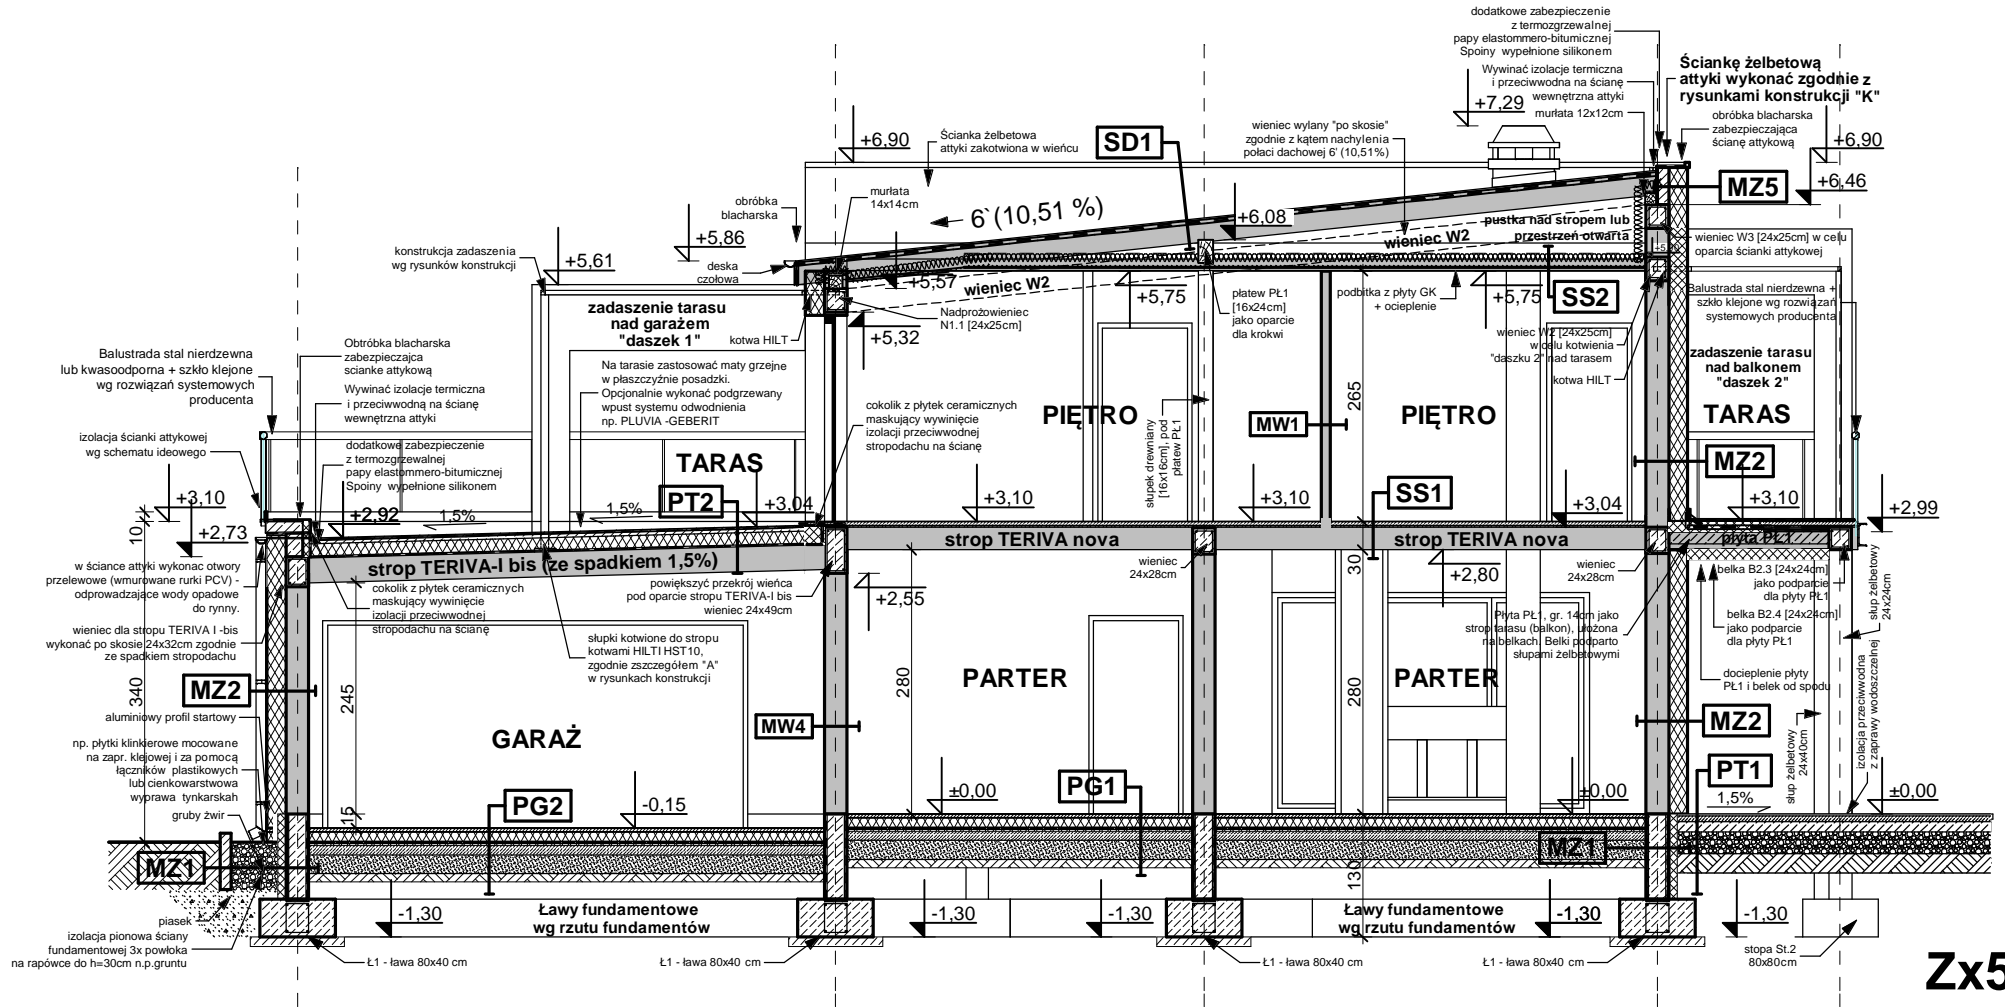 dodatkowe zabezpieczenie
z termozgrzewalnej
papy elastommero-bitumicznej
Spoiny wypełnione silikonem
Wywinać izolacje termiczna
i przeciwwodna na ścianę
wewnętrzna attyki
murłata 12x12cm
Ściankę żelbetową
attyki wykonać zgodnie z
rysunkami konstrukcji "K"
obróbka blacharska
zabezpieczająca
ścianę attykową
+7,29
+6,90
+6,46
MZ5
+6,90
Ścianka żelbetowa
attyki zakotwiona w wieńcu
SD1
wieniec wylany "po skosie"
zgodnie z kątem nachylenia
połaci dachowej 6' (10,51%)
murłata
14x14cm
6`(10,51 %)
obróbka
blacharska
+5,86
deska
czołowa
+6,08
pustka nad stropem lub
przestrzeń otwarta
wieniec W2
wieniec W3 [24x25cm] w celu
oparcia ścianki attykowej
konstrukcja zadaszenia
wg rysunków konstrukcji
+5,61
+5,57
wieniec W2
+5,75
płatew PŁ1
[16x24cm]
jako oparcie
dla krokwi
podbitka z płyty GK
+ ocieplenie
+5,75
SS2
Balustrada stal nierdzewna +
szkło klejone wg rozwiązań
systemowych producenta
zadaszenie tarasu
nad garażem
"daszek 1"
kotwa HILT
Nadprożowieniec
N1.1 [24x25cm]
+5,32
wieniec W2 [24x25cm]
w celu kotwienia
"daszku 2" nad tarasem
kotwa HILT
zadaszenie tarasu
nad balkonem
"daszek 2"
TARAS
Balustrada stal nierdzewna
lub kwasoodporna + szkło klejone
wg rozwiązań systemowych
producenta
Obtróbka blacharska
zabezpieczajca
scianke attykową
Wywinać izolacje termiczna
i przeciwwodną na ścianę
wewnętrzna attyki
Na tarasie zastosować maty grzejne
w płaszczyźnie posadzki.
Opcjonalnie wykonać podgrzewany
wpust systemu odwodnienia
np. PLUVIA -GEBERIT
cokolik z płytek ceramicznych
maskujący wywinięcie
izolacji przeciwwodnej
stropodachu na ścianę
PIĘTRO
słupek drewniany
[16x16cm], pod
płatew PŁ1
MW1
265
PIĘTRO
MZ2
izolacja ścianki attykowej
wg schematu ideowego
dodatkowe zabezpieczenie
z termozgrzewalnej
papy elastommero-bitumicznej
Spoiny wypełnione silikonem
TARAS
PT2
+3,10
+2,92
1,5%
1,5%
+3,04
+3,10
+3,10
SS1
+3,04
+3,10
+2,99
10
+2,73
strop TERIVA-I bis (ze spadkiem 1,5%)
strop TERIVA nova
strop TERIVA nova
płyta PŁ1
w ściance attyki wykonac otwory
przelewowe (wmurowane rurki PCV) -
odprowadzające wody opadowe
do rynny.
cokolik z płytek ceramicznych
maskujący wywinięcie
izolacji przeciwwodnej
stropodachu na ścianę
powiększyć przekrój wieńca
pod oparcie stropu TERIVA-I bis
wieniec 24x49cm
+2,55
wieniec
24x28cm
30
+2,80
wieniec
24x28cm
belka B2.3 [24x24cm]
jako podparcie
dla płyty PŁ1
słup żelbetowy
24x24cm
belka B2.4 [24x24cm]
jako podparcie
dla płyty PŁ1
Płyta PŁ1, gr. 14cm jako
strop tarasu (balkon), ułożona
na belkach. Belki podparto
słupami żelbetowymi
wieniec dla stropu TERIVA I -bis
wykonać po skosie 24x32cm zgodnie
ze spadkiem stropodachu
słupki kotwione do stropu
kotwami HILTI HST10,
zgodnie zszczegółem "A"
w rysunkach konstrukcji
340
MZ2
245
280
PARTER
280
PARTER
docieplenie płyty
PŁ1 i belek od spodu
MZ2
słup żelbetowy
24x40cm
izolacja przeciwwodna
z zaprawy wodoszczelnej
aluminiowy profil startowy
np. płytki klinkierowe mocowane
na zapr. klejowej i za pomocą
łączników plastikowych
lub cienkowarstwowa
wyprawa tynkarskah
gruby żwir
GARAŻ
MW4
PT1
1,5%
PG2
-0,15
15
±0,00
PG1
±0,00
±0,00
MZ1
MZ1
130
piasek
izolacja pionowa ściany
fundamentowej 3x powłoka
na rapówce do h=30cm n.p.gruntu
-1,30
Ławy fundamentowe
wg rzutu fundamentów
-1,30
-1,30
Ławy fundamentowe
wg rzutu fundamentów
-1,30
-1,30
Ł1 - ława 80x40 cm
Ł1 - ława 80x40 cm
Ł1 - ława 80x40 cm
Ł1 - ława 80x40 cm
stopa St.2
80x80cm
Zx5